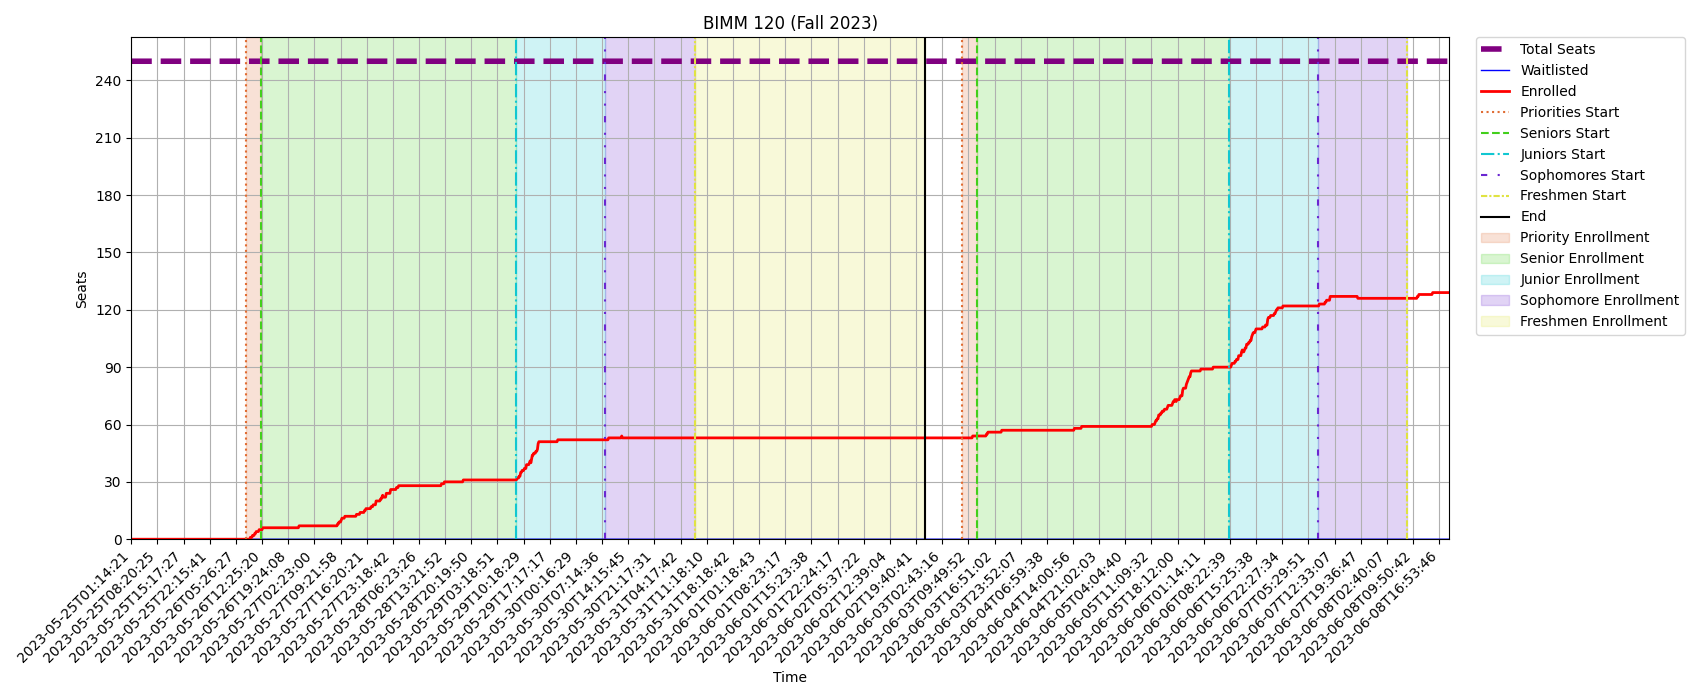 BIMM 120 (Fall 2023)
Seats
240
210
180
150
120
90
60
30
0
2023-05-25T01:14:21
2023-05-25T08:20:25
2023-05-25T15:17:27
2023-05-25T22:15:41
2023-05-26T05:26:27
2023-05-26T12:25:20
2023-05-26T19:24:08
2023-05-27T02:23:00
2023-05-27T09:21:58
2023-05-27T16:20:21
2023-05-27T23:18:42
2023-05-28T06:23:26
2023-05-28T13:21:52
2023-05-28T20:19:50
2023-05-29T03:18:51
2023-05-29T10:18:29
2023-05-29T17:17:17
2023-05-30T00:16:29
2023-05-30T07:14:36
2023-05-30T14:15:45
2023-05-30T21:17:31
2023-05-31T04:17:42
2023-05-31T11:18:10
2023-05-31T18:18:42
2023-06-01T01:18:43
2023-06-01T08:23:17
2023-06-01T15:23:38
2023-06-01T22:24:17
2023-06-02T05:37:22
2023-06-02T12:39:04
2023-06-02T19:40:41
2023-06-03T02:43:16
2023-06-03T09:49:52
2023-06-03T16:51:02
2023-06-03T23:52:07
2023-06-04T06:59:38
2023-06-04T14:00:56
2023-06-04T21:02:03
2023-06-05T04:04:40
2023-06-05T11:09:32
2023-06-05T18:12:00
2023-06-06T01:14:11
2023-06-06T08:22:39
2023-06-06T15:25:38
2023-06-06T22:27:34
2023-06-07T05:29:51
2023-06-07T12:33:07
2023-06-07T19:36:47
2023-06-08T02:40:07
2023-06-08T09:50:42
2023-06-08T16:53:46
Time
Total Seats
Waitlisted
Enrolled
Priorities Start
Seniors Start
Juniors Start
Sophomores Start
Freshmen Start
End
Priority Enrollment
Senior Enrollment
Junior Enrollment
Sophomore Enrollment
Freshmen Enrollment